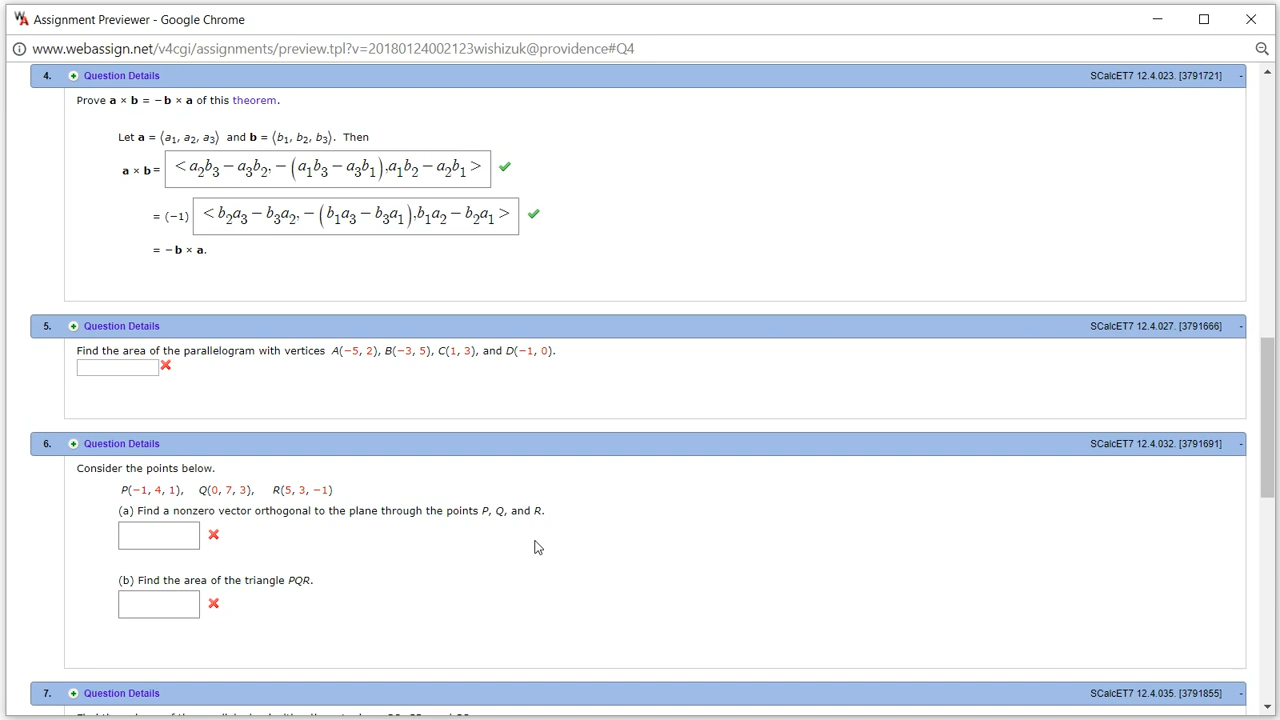 Assignment Previewer - Google Chrome
www.webassign.net/v4cgi/assignments/preview.tpl?v=20180124002123wishizuk@providence#Q4
4. Question Details SCalcET7 12.4.023. [3791721] -
Prove a × b = −b × a of this theorem.
Let a = ⟨a₁, a₂, a₃⟩ and b = ⟨b₁, b₂, b₃⟩. Then
a × b = <a₂b₃ − a₃b₂, −(a₁b₃ − a₃b₁),a₁b₂ − a₂b₁>
= (−1) <b₂a₃ − b₃a₂, −(b₁a₃ − b₃a₁),b₁a₂ − b₂a₁>
= −b × a.
5. Question Details SCalcET7 12.4.027. [3791666] -
Find the area of the parallelogram with vertices A(−5, 2), B(−3, 5), C(1, 3), and D(−1, 0).
6. Question Details SCalcET7 12.4.032. [3791691] -
Consider the points below.
P(−1, 4, 1), Q(0, 7, 3), R(5, 3, −1)
(a) Find a nonzero vector orthogonal to the plane through the points P, Q, and R.
(b) Find the area of the triangle PQR.
7. Question Details SCalcET7 12.4.035. [3791855] -